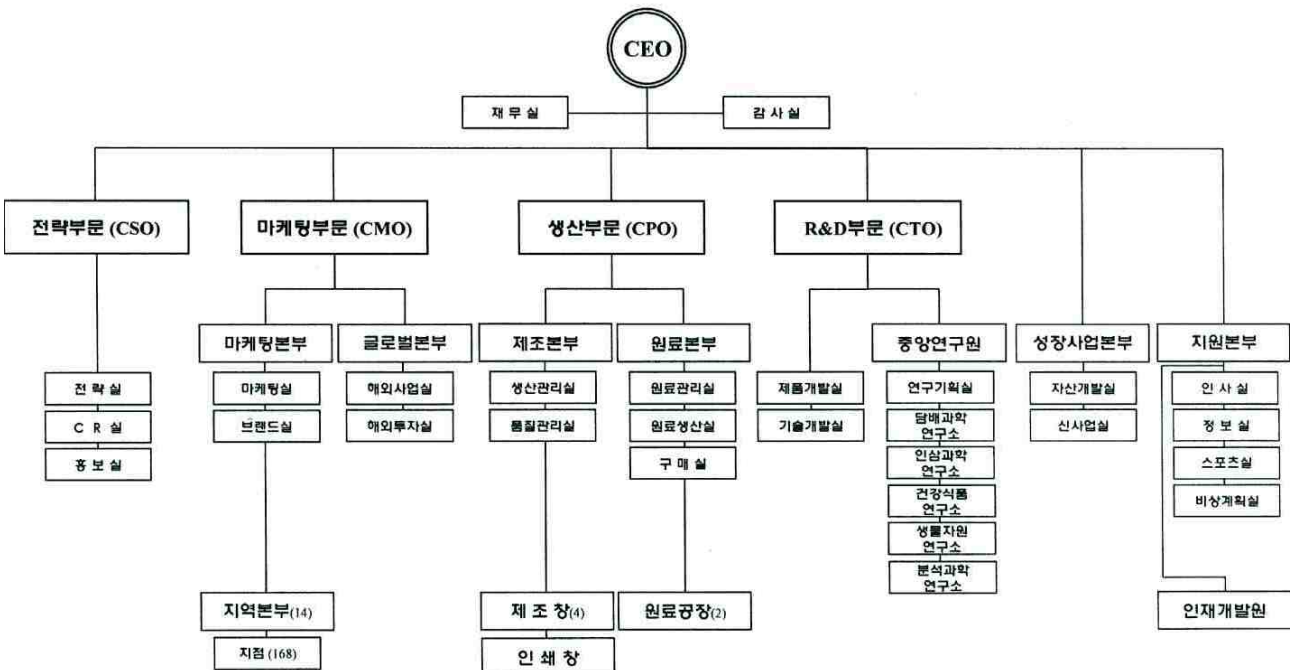 CEO
재 무 실
감 사 실
전략부문 (CSO)
마케팅부문 (CMO)
생산부문 (CPO)
R&D부문 (CTO)
마케팅본부
글로벌본부
제조본부
원료본부
중앙연구원
성장사업본부
지원본부
전 략 실
C R 실
홍 보 실
마케팅실
브랜드실
해외사업실
해외투자실
생산관리실
품질관리실
원료관리실
원료생산실
구 매 실
제품개발실
기술개발실
연구기획실
담배과학
연구소
인삼과학
연구소
건강식품
연구소
생물자원
연구소
분석과학
연구소
자산개발실
신사업실
인 사 실
정 보 실
스포츠실
비상계획실
지역본부(14)
지점 (168)
제 조 창(4)
인 쇄 창
원료공장(2)
인재개발원